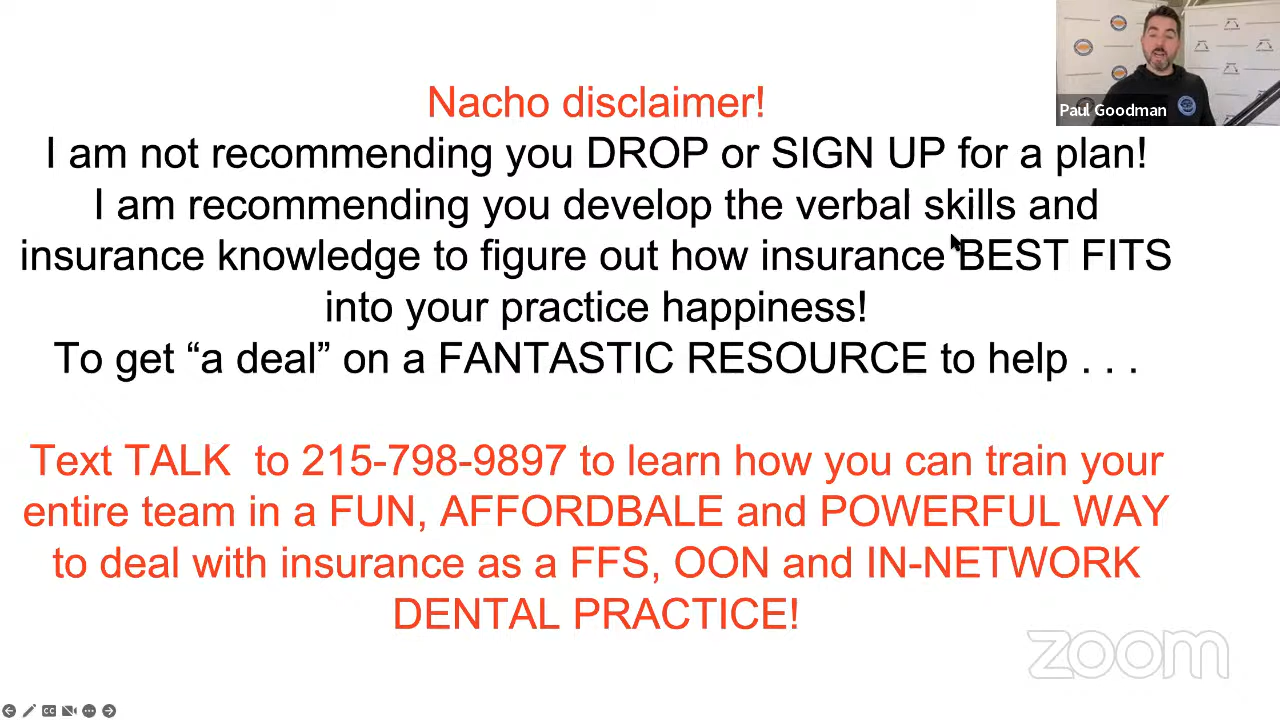 Nacho disclaimer!
I am not recommending you DROP or SIGN UP for a plan!
I am recommending you develop the verbal skills and
insurance knowledge to figure out how insurance BEST FITS
into your practice happiness!
To get “a deal” on a FANTASTIC RESOURCE to help . . .
Text TALK  to 215-798-9897 to learn how you can train your
entire team in a FUN, AFFORDBALE and POWERFUL WAY
to deal with insurance as a FFS, OON and IN-NETWORK
DENTAL PRACTICE!
Paul Goodman
zoom
CC